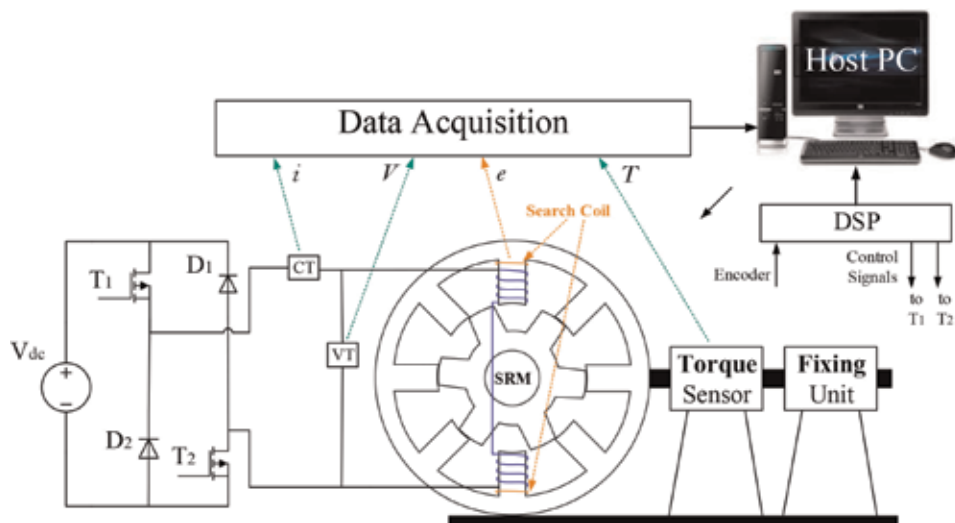 Host PC
Data Acquisition
i
V
e
T
Search Coil
DSP
Encoder
Control
Signals
to
T1
to
T2
CT
VT
T1
D1
Vdc
D2
T2
SRM
Torque
Sensor
Fixing
Unit